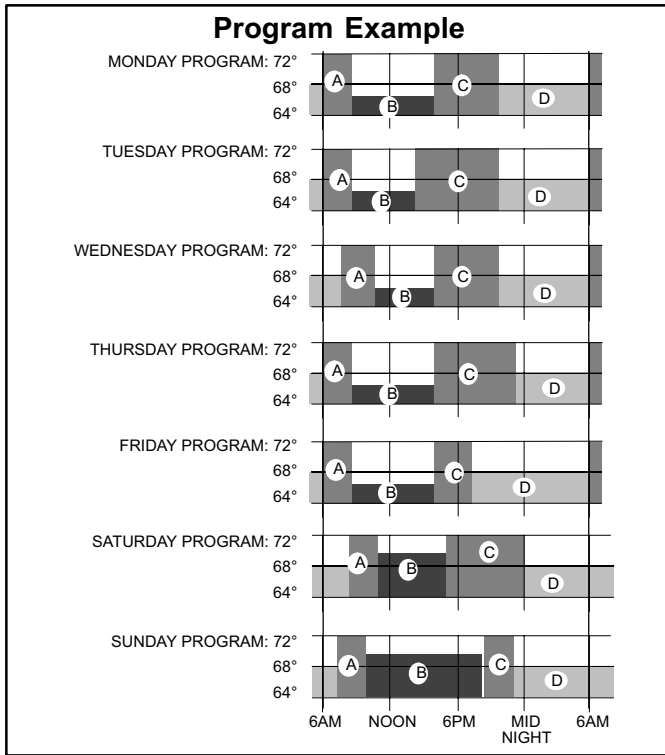 Program Example
MONDAY PROGRAM: 72°
A
68°
C
64°
B
D
TUESDAY PROGRAM: 72°
A
68°
C
64°
B
D
WEDNESDAY PROGRAM: 72°
A
68°
C
64°
B
D
THURSDAY PROGRAM: 72°
A
68°
C
64°
B
D
FRIDAY PROGRAM: 72°
A
68°
C
64°
B
D
SATURDAY PROGRAM: 72°
A
68°
B
C
64°
D
SUNDAY PROGRAM: 72°
A
68°
B
C
64°
D
6AM NOON 6PM MID 6AM
NIGHT